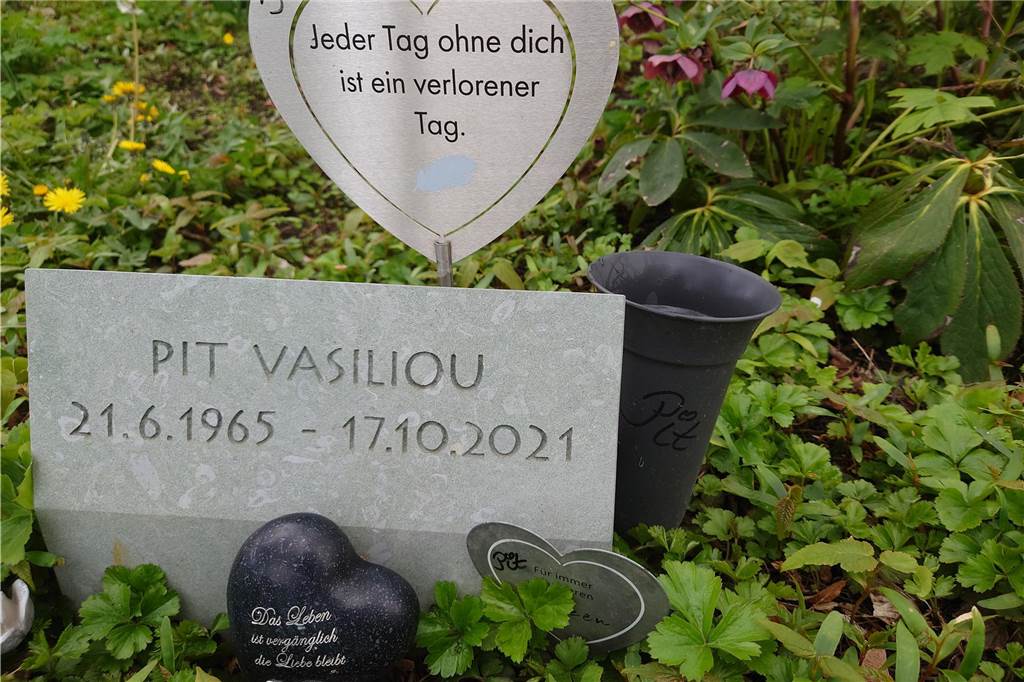 Jeder Tag ohne dich
ist ein verlorener
Tag.
PIT VASILIOU
21.6.1965 - 17.10.2021
Pit
Pit
Für immer
Das Leben
ist vergänglich
die Liebe bleibt